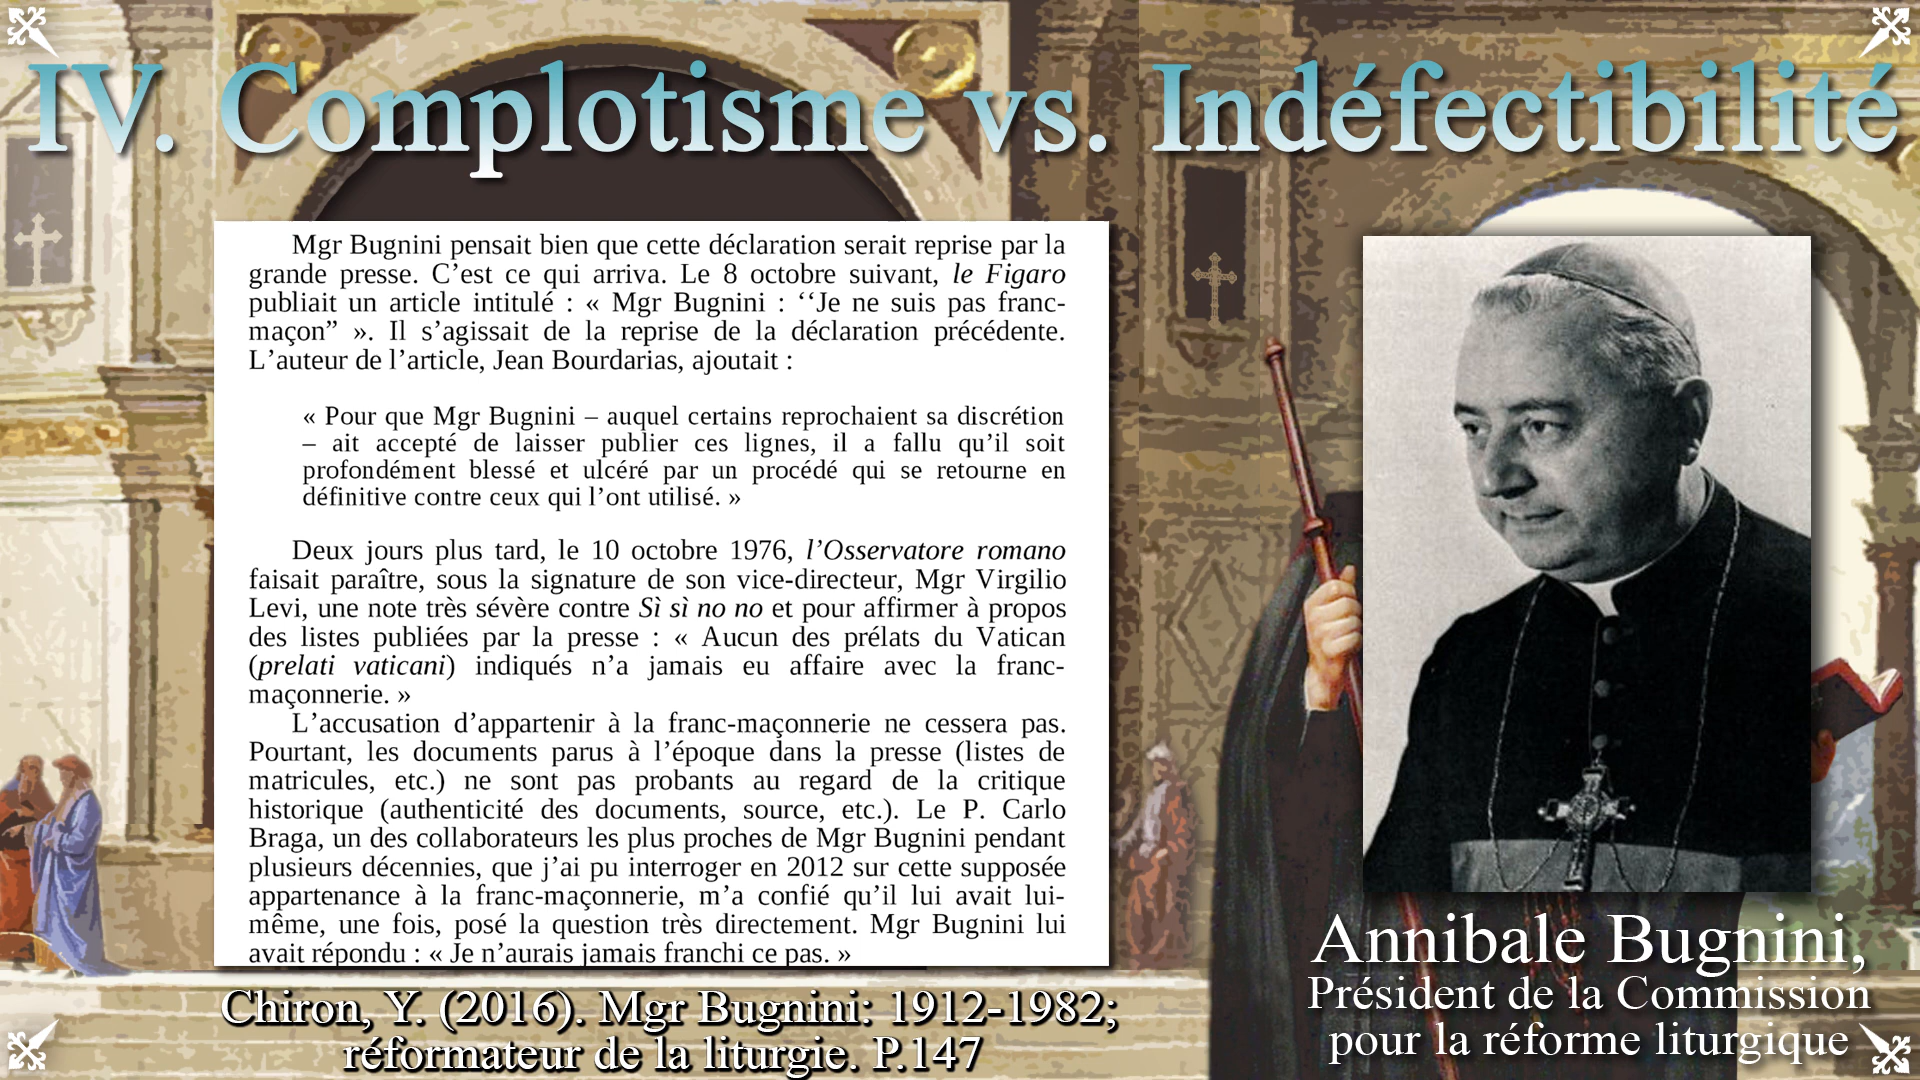 IV. Complotisme vs. Indéfectibilité
Mgr Bugnini pensait bien que cette déclaration serait reprise par la
grande presse. C’est ce qui arriva. Le 8 octobre suivant, le Figaro
publiait un article intitulé : « Mgr Bugnini : ‘‘Je ne suis pas franc-
maçon” ». Il s’agissait de la reprise de la déclaration précédente.
L’auteur de l’article, Jean Bourdarias, ajoutait :
« Pour que Mgr Bugnini – auquel certains reprochaient sa discrétion
– ait accepté de laisser publier ces lignes, il a fallu qu’il soit
profondément blessé et ulcéré par un procédé qui se retourne en
définitive contre ceux qui l’ont utilisé. »
Deux jours plus tard, le 10 octobre 1976, l’Osservatore romano
faisait paraître, sous la signature de son vice-directeur, Mgr Virgilio
Levi, une note très sévère contre Sì sì no no et pour affirmer à propos
des listes publiées par la presse : « Aucun des prélats du Vatican
(prelati vaticani) indiqués n’a jamais eu affaire avec la franc-
maçonnerie. »
L’accusation d’appartenir à la franc-maçonnerie ne cessera pas.
Pourtant, les documents parus à l’époque dans la presse (listes de
matricules, etc.) ne sont pas probants au regard de la critique
historique (authenticité des documents, source, etc.). Le P. Carlo
Braga, un des collaborateurs les plus proches de Mgr Bugnini pendant
plusieurs décennies, que j’ai pu interroger en 2012 sur cette supposée
appartenance à la franc-maçonnerie, m’a confié qu’il lui avait lui-
même, une fois, posé la question très directement. Mgr Bugnini lui
avait répondu : « Je n’aurais jamais franchi ce pas. »
Chiron, Y. (2016). Mgr Bugnini: 1912-1982;
réformateur de la liturgie. P.147
Annibale Bugnini,
Président de la Commission
pour la réforme liturgique